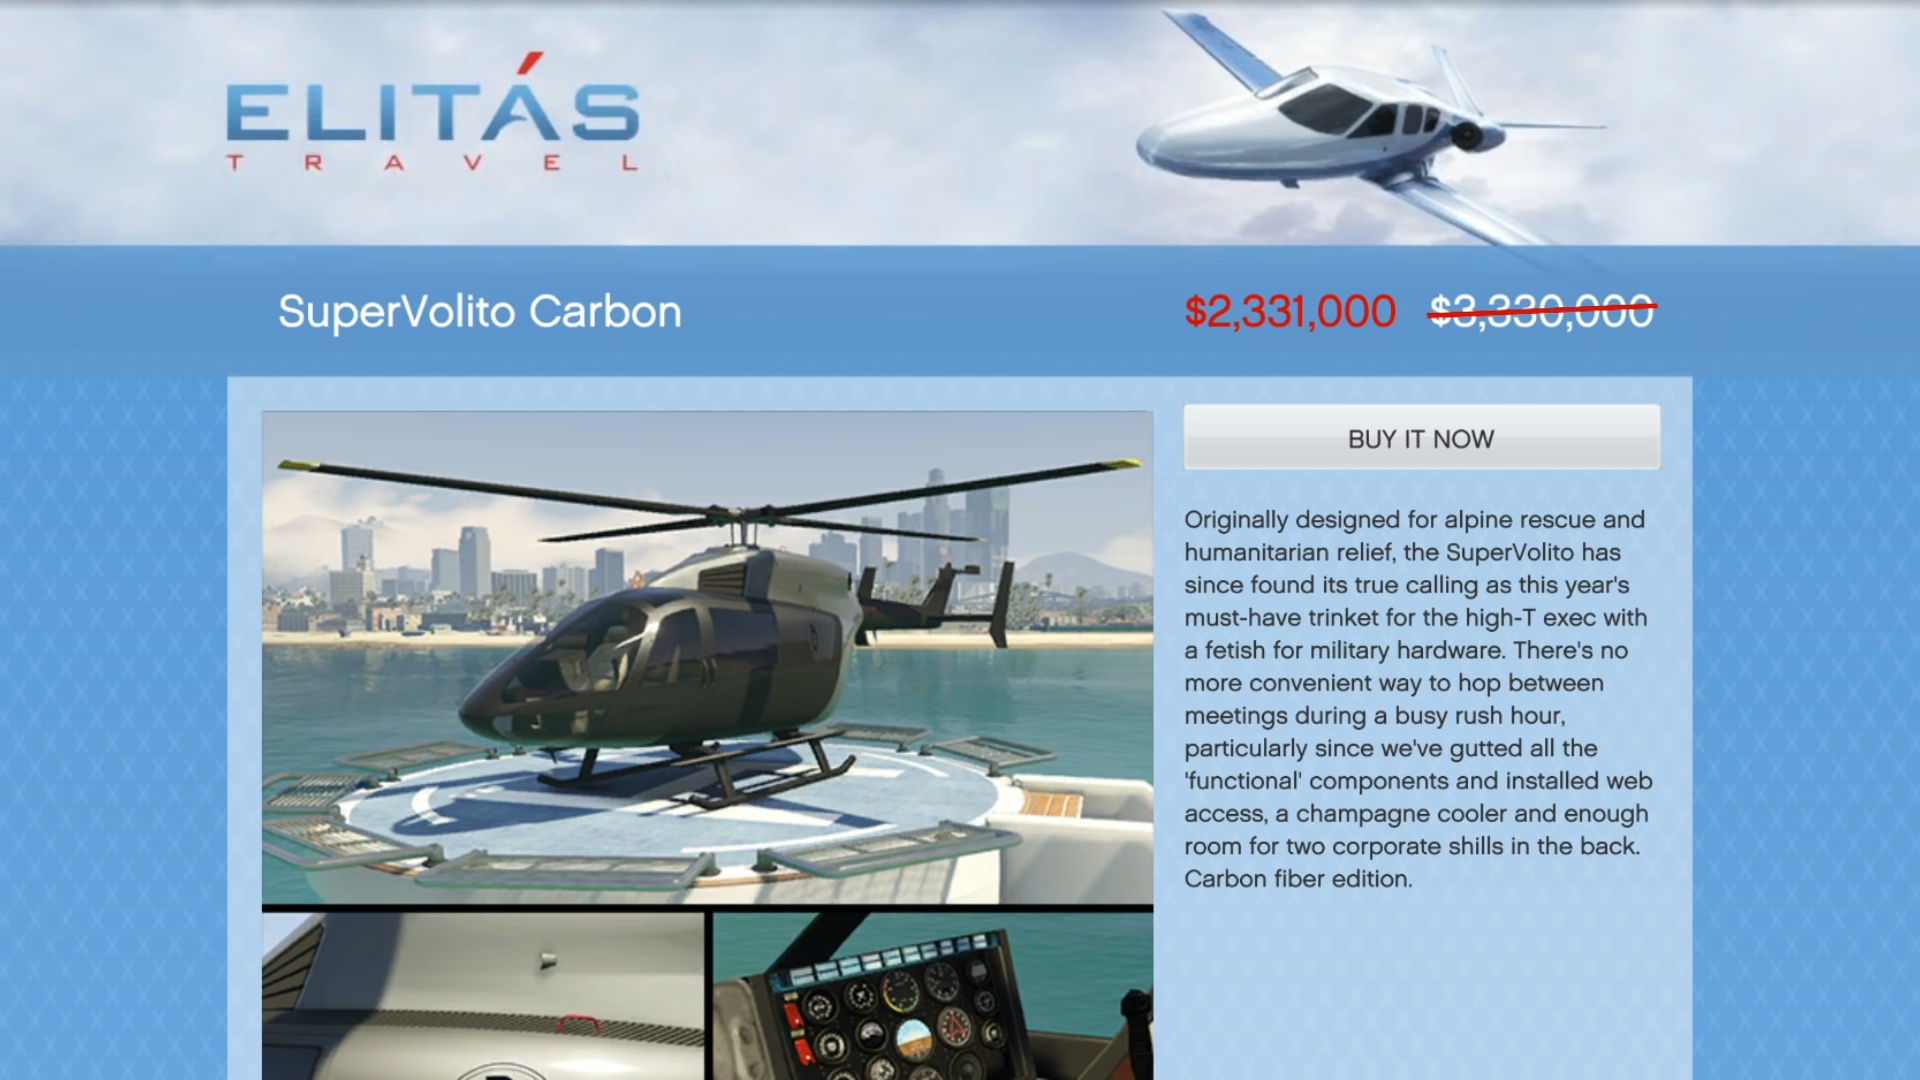 ELITÁS
TRAVEL
SuperVolito Carbon
$2,331,000 $3,330,000
BUY IT NOW
Originally designed for alpine rescue and
humanitarian relief, the SuperVolito has
since found its true calling as this year's
must-have trinket for the high-T exec with
a fetish for military hardware. There's no
more convenient way to hop between
meetings during a busy rush hour,
particularly since we've gutted all the
'functional' components and installed web
access, a champagne cooler and enough
room for two corporate shills in the back.
Carbon fiber edition.